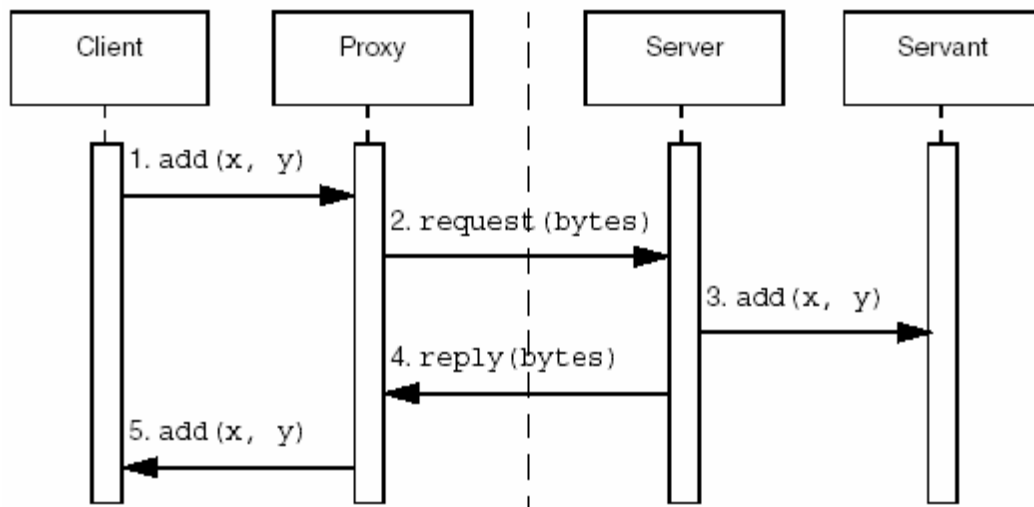 Client
Proxy
Server
Servant
1. add(x, y)
2. request(bytes)
3. add(x, y)
4. reply(bytes)
5. add(x, y)